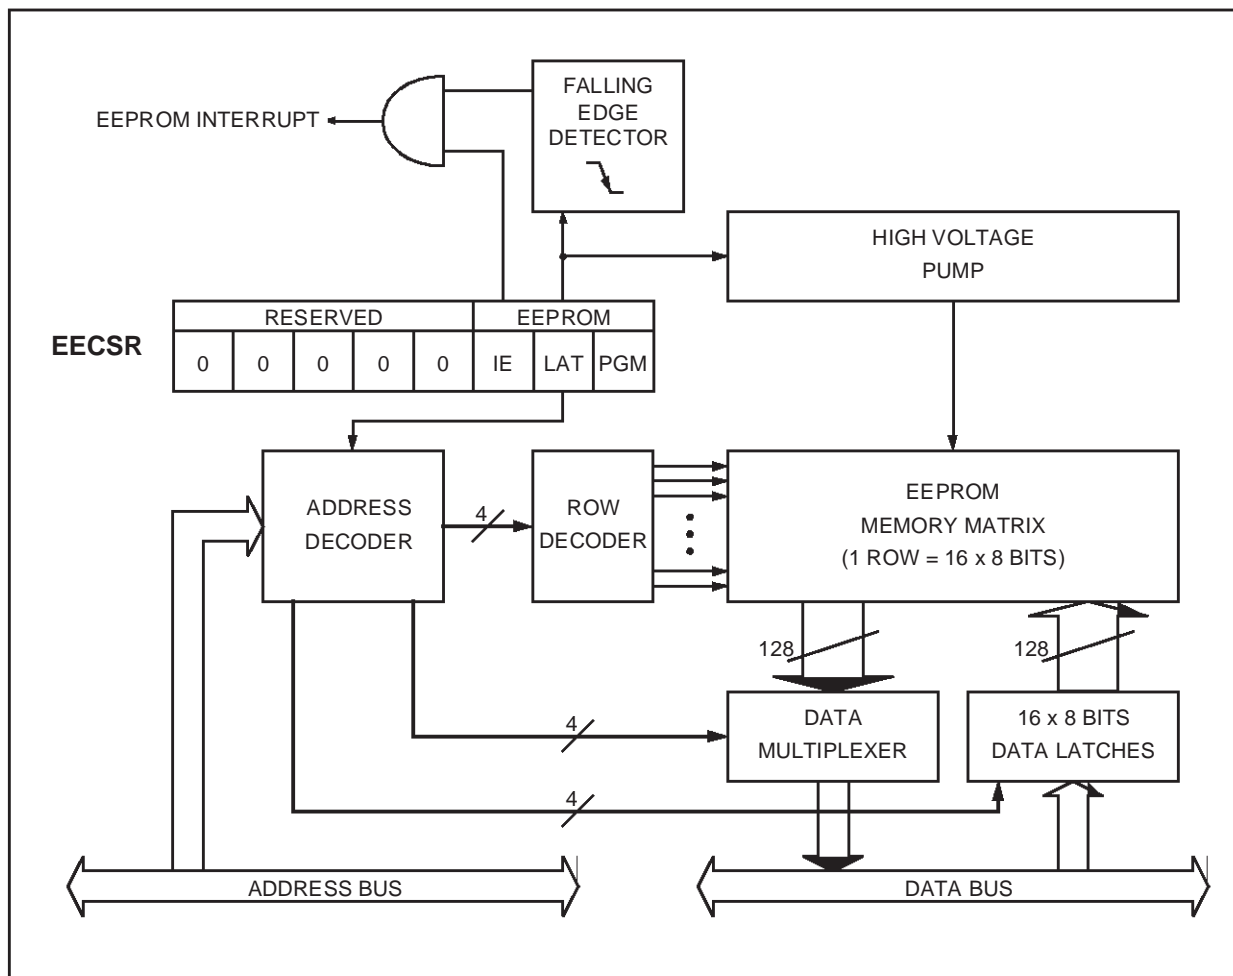 FALLING
EDGE
DETECTOR
EEPROM INTERRUPT
HIGH VOLTAGE
PUMP
RESERVED EEPROM
EECSR
0 0 0 0 0 IE LAT PGM
ADDRESS
DECODER
4
ROW
DECODER
EEPROM
MEMORY MATRIX
(1 ROW = 16 x 8 BITS)
128
128
4
DATA
MULTIPLEXER
16 x 8 BITS
DATA LATCHES
4
ADDRESS BUS
DATA BUS